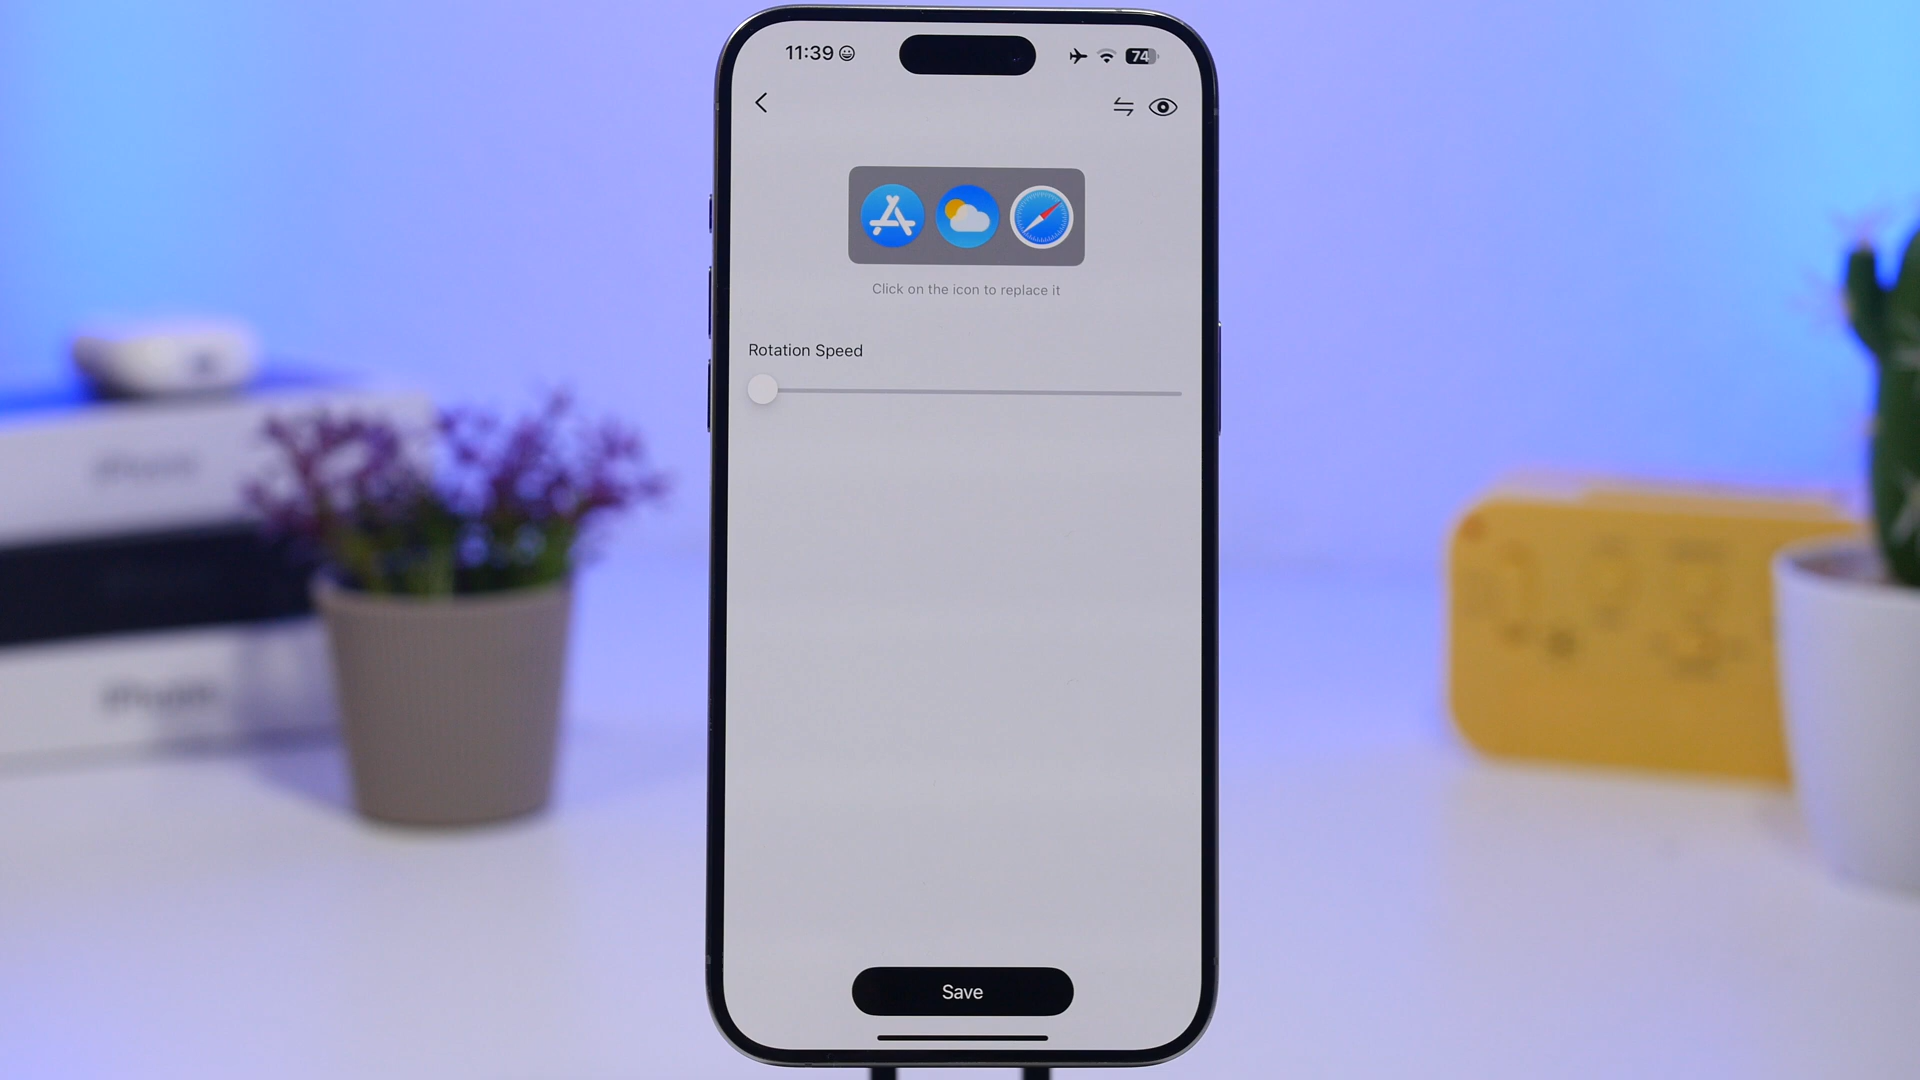 11:39
74
Click on the icon to replace it
Rotation Speed
Save